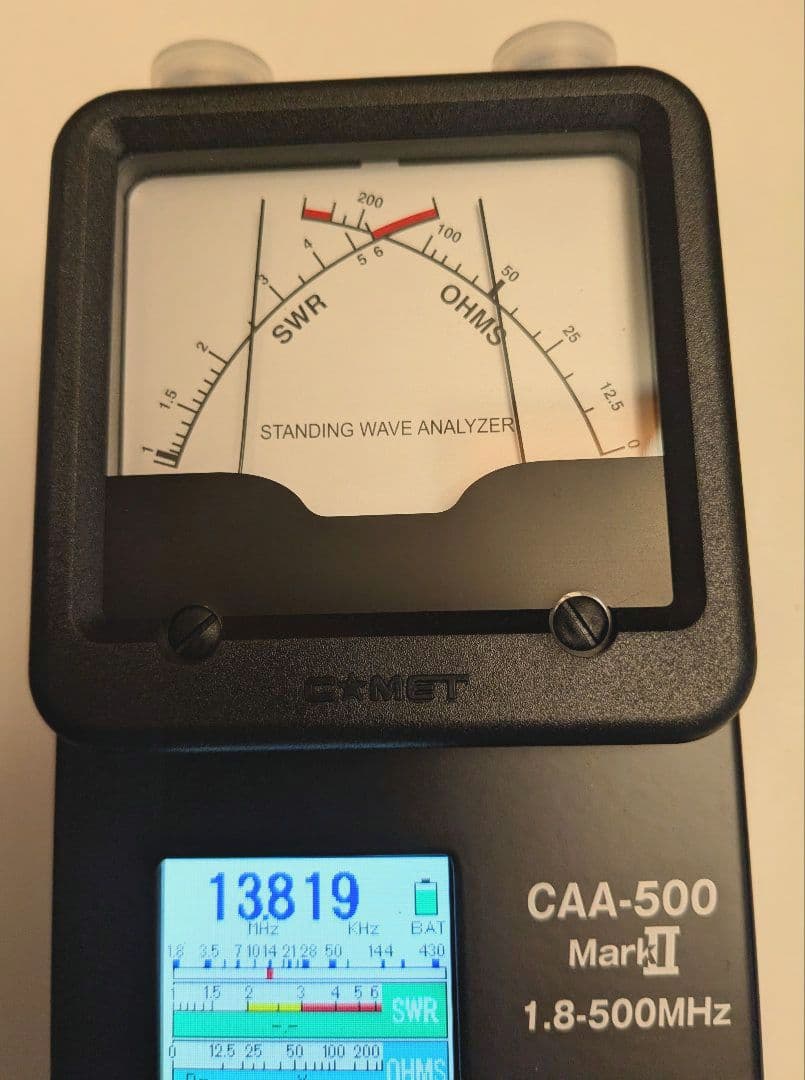 200
4
100
5 6
3
50
SWR
OHMS
2
25
1.5
12.5
STANDING WAVE ANALYZER
1
0
COMET
13.819
MHz KHz BAT
CAA-500
1.8 3.5 7 10 14 21 28 50 144 430
Mark II
1 1.5 2 3 4 5 6
SWR
--
1.8-500MHz
0 12.5 25 50 100 200
OHMS